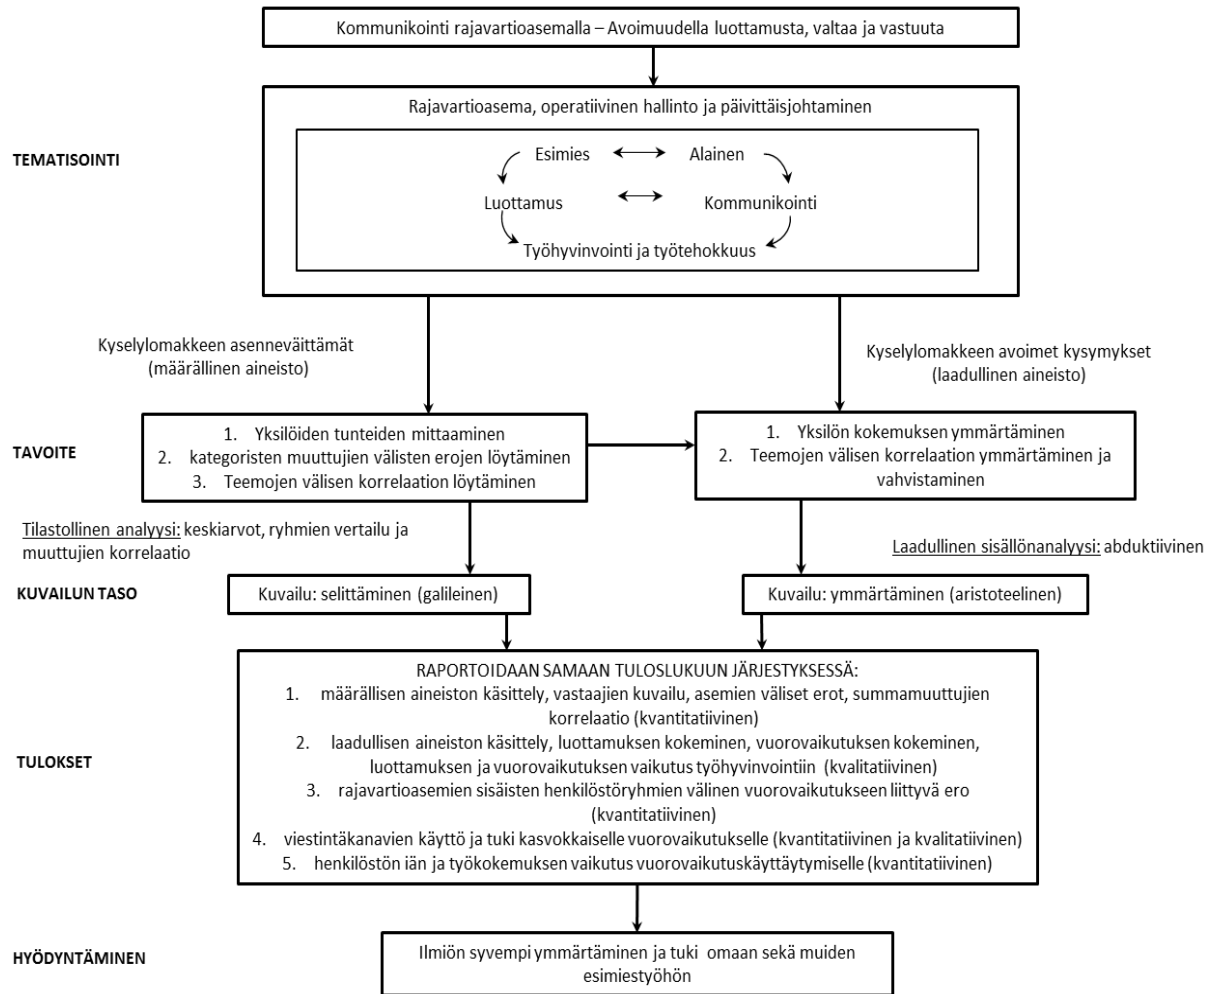 Kommunikointi rajavartioasemalla – Avoimuudella luottamusta, valtaa ja vastuuta
Rajavartioasema, operatiivinen hallinto ja päivittäisjohtaminen
TEMATISOINTI
Esimies
Alainen
Luottamus
Kommunikointi
Työhyvinvointi ja työtehokkuus
Kyselylomakkeen asenneväittämät
(määrällinen aineisto)
Kyselylomakkeen avoimet kysymykset
(laadullinen aineisto)
TAVOITE
1. Yksilöiden tunteiden mittaaminen
2. kategoristen muuttujien välisten erojen löytäminen
3. Teemojen välisen korrelaation löytäminen
1. Yksilön kokemuksen ymmärtäminen
2. Teemojen välisen korrelaation ymmärtäminen ja
vahvistaminen
Tilastollinen analyysi: keskiarvot, ryhmien vertailu ja
muuttujien korrelaatio
Laadullinen sisällönanalyysi: abduktiivinen
KUVAILUN TASO
Kuvailu: selittäminen (galileinen)
Kuvailu: ymmärtäminen (aristoteelinen)
TULOKSET
RAPORTOIDAAN SAMAAN TULOSLUKUUN JÄRJESTYKSESSÄ:
1. määrällisen aineiston käsittely, vastaajien kuvailu, asemien väliset erot, summamuuttujien
korrelaatio (kvantitatiivinen)
2. laadullisen aineiston käsittely, luottamuksen kokeminen, vuorovaikutuksen kokeminen,
luottamuksen ja vuorovaikutuksen vaikutus työhyvinvointiin (kvalitatiivinen)
3. rajavartioasemien sisäisten henkilöstöryhmien välinen vuorovaikutukseen liittyvä ero
(kvantitatiivinen)
4. viestintäkanavien käyttö ja tuki kasvokkaiselle vuorovaikutukselle (kvantitatiivinen ja kvalitatiivinen)
5. henkilöstön iän ja työkokemuksen vaikutus vuorovaikutuskäyttäytymiselle (kvantitatiivinen)
HYÖDYNTÄMINEN
Ilmiön syvempi ymmärtäminen ja tuki omaan sekä muiden
esimiestyöhön